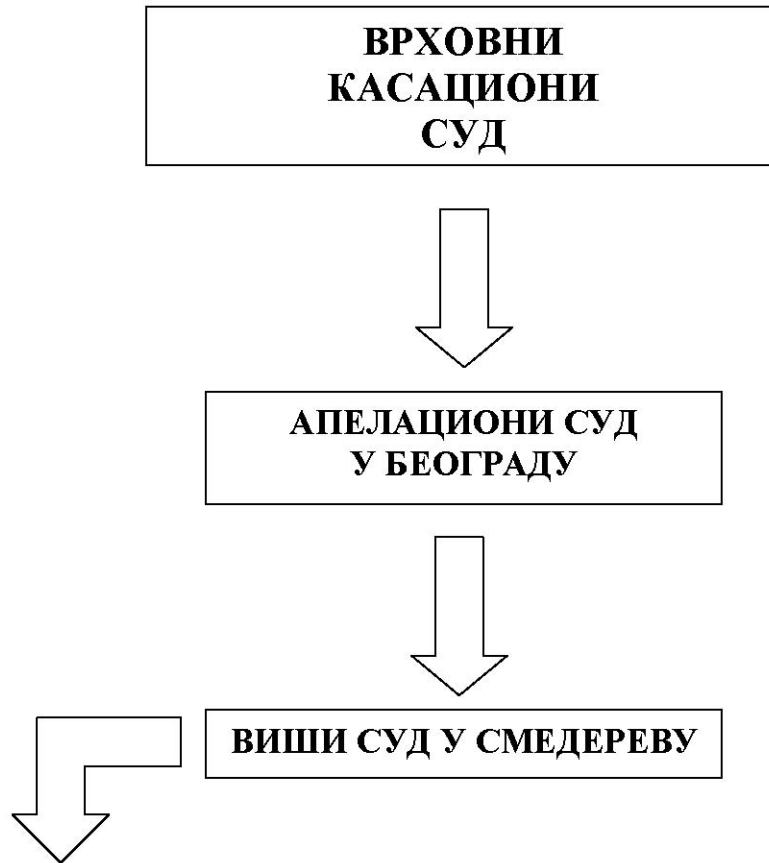 ВРХОВНИ
КАСАЦИОНИ
СУД
АПЕЛАЦИОНИ СУД
У БЕОГРАДУ
ВИШИ СУД У СМЕДЕРЕВУ